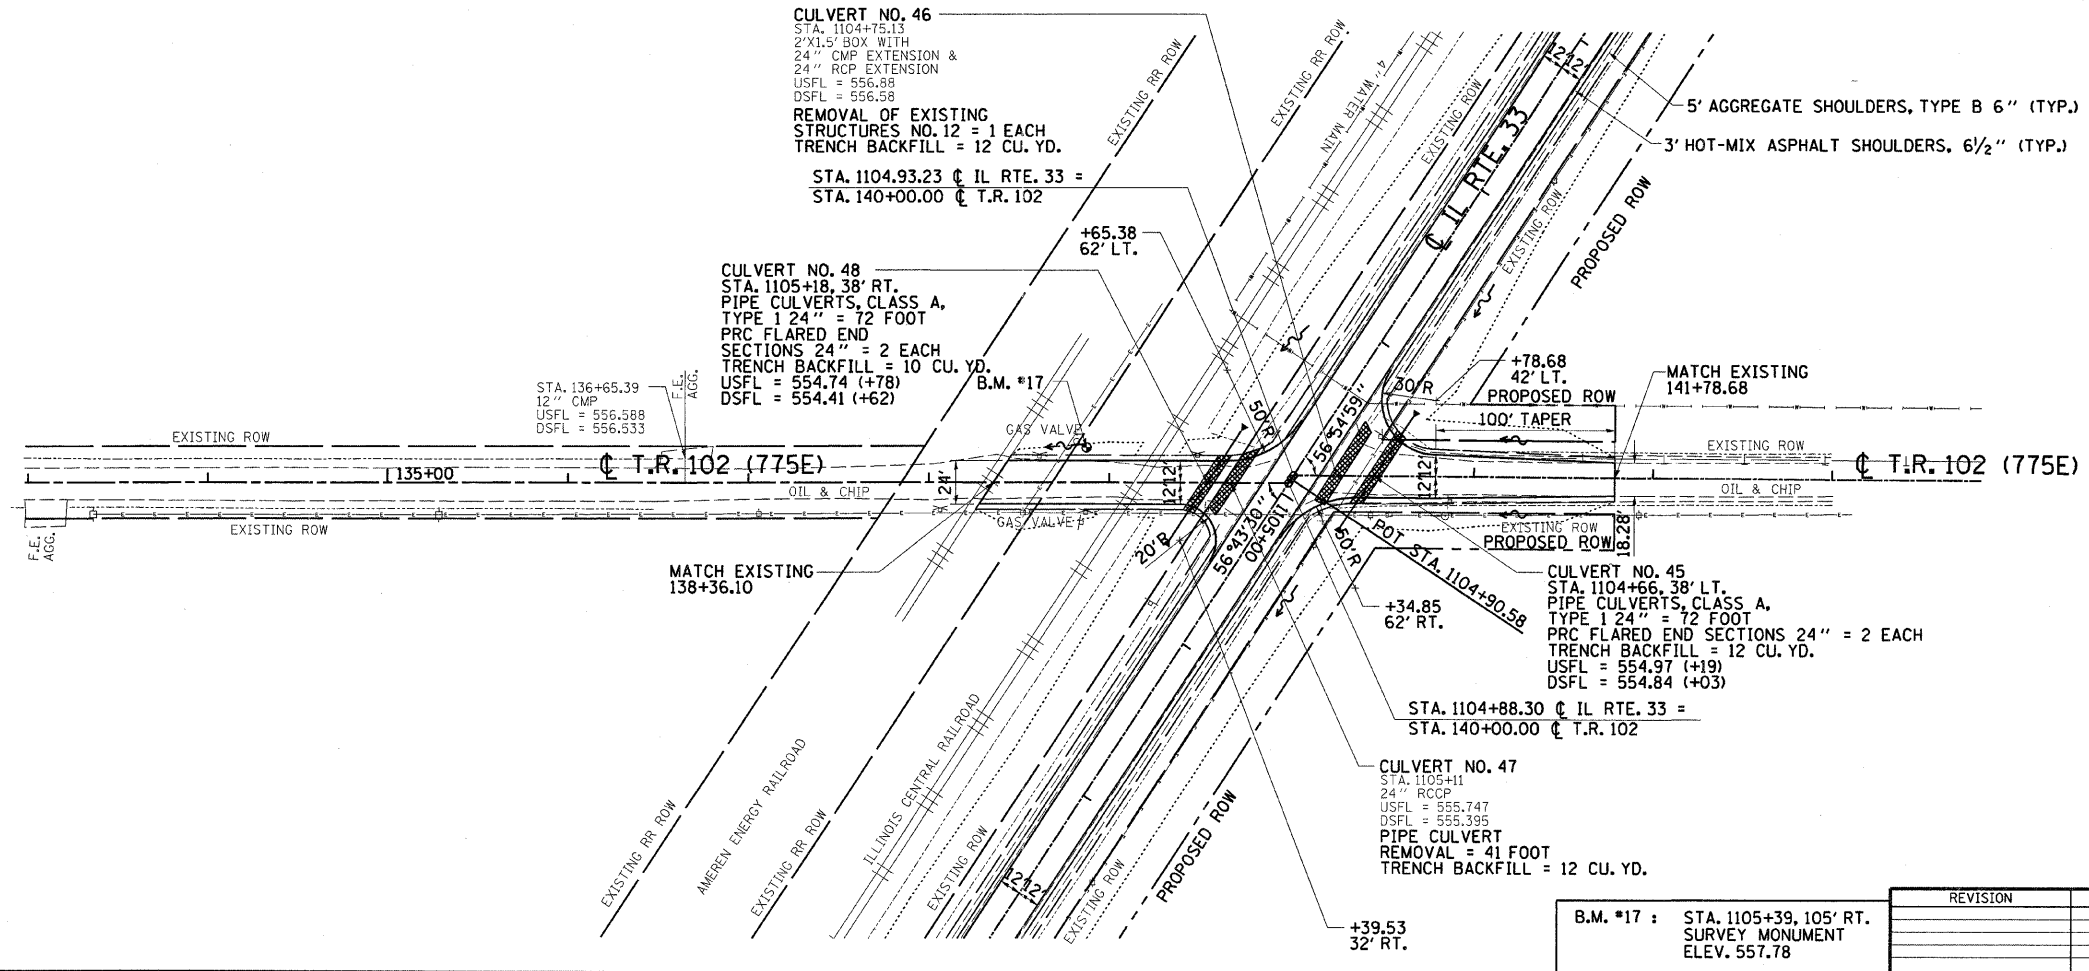 CULVERT NO. 46
STA. 1104+75.13
2'X1.5' BOX WITH
24" CMP EXTENSION &
24" RCP EXTENSION
USFL = 556.88
DSFL = 556.58
REMOVAL OF EXISTING
STRUCTURES NO. 12 = 1 EACH
TRENCH BACKFILL = 12 CU. YD.
STA. 1104.93.23 ℄ IL RTE. 33 =
STA. 140+00.00 ℄ T.R. 102
+65.38
62' LT.
CULVERT NO. 48
STA. 1105+18, 38' RT.
PIPE CULVERTS, CLASS A,
TYPE 1 24" = 72 FOOT
PRC FLARED END
SECTIONS 24" = 2 EACH
TRENCH BACKFILL = 10 CU. YD.
USFL = 554.74 (+78)
DSFL = 554.41 (+62)
B.M. #17
STA. 136+65.39
12" CMP
USFL = 556.588
DSFL = 556.533
F.E.
AGG.
EXISTING RR ROW
EXISTING RR ROW
4" WATER MAIN
EXISTING ROW
℄ IL RTE. 33
12' 12'
EXISTING ROW
PROPOSED ROW
5' AGGREGATE SHOULDERS, TYPE B 6" (TYP.)
3' HOT-MIX ASPHALT SHOULDERS, 6½" (TYP.)
+78.68
42' LT.
PROPOSED ROW
MATCH EXISTING
141+78.68
100' TAPER
30'R
50'R
56°54'59"
GAS VALVE
EXISTING ROW
135+00
℄ T.R. 102 (775E)
OIL & CHIP
24'
12' 12'
12' 12'
EXISTING ROW
℄ T.R. 102 (775E)
OIL & CHIP
EXISTING ROW
F.E.
AGG.
GAS VALVE
EXISTING ROW
PROPOSED ROW
18.28'
MATCH EXISTING
138+36.10
20'R
56°43'30"
1105+00
50'R
POT STA. 1104+90.58
+34.85
62' RT.
CULVERT NO. 45
STA. 1104+66, 38' LT.
PIPE CULVERTS, CLASS A,
TYPE 1 24" = 72 FOOT
PRC FLARED END SECTIONS 24" = 2 EACH
TRENCH BACKFILL = 12 CU. YD.
USFL = 554.97 (+19)
DSFL = 554.84 (+03)
STA. 1104+88.30 ℄ IL RTE. 33 =
STA. 140+00.00 ℄ T.R. 102
CULVERT NO. 47
STA. 1105+11
24" RCCP
USFL = 555.747
DSFL = 555.395
PIPE CULVERT
REMOVAL = 41 FOOT
TRENCH BACKFILL = 12 CU. YD.
+39.53
32' RT.
EXISTING RR ROW
AMEREN ENERGY RAILROAD
EXISTING RR ROW
ILLINOIS CENTRAL RAILROAD
EXISTING ROW
12' 12'
EXISTING ROW
PROPOSED ROW
B.M. #17 : STA. 1105+39, 105' RT.
SURVEY MONUMENT
ELEV. 557.78
REVISION